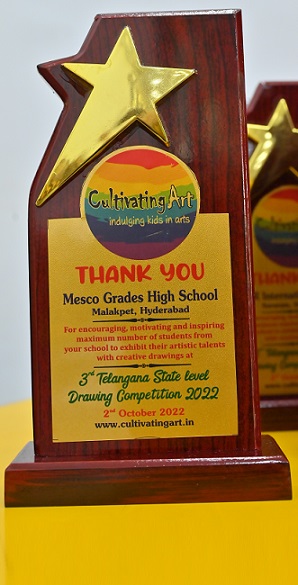 Cultivating Art
indulging kids in arts
THANK YOU
Mesco Grades High School
Malakpet, Hyderabad
For encouraging, motivating and inspiring
maximum number of students from
your school to exhibit their artistic talents
with creative drawings at
3rd Telangana State level
Drawing Competition 2022
2nd October 2022
www.cultivatingart.in